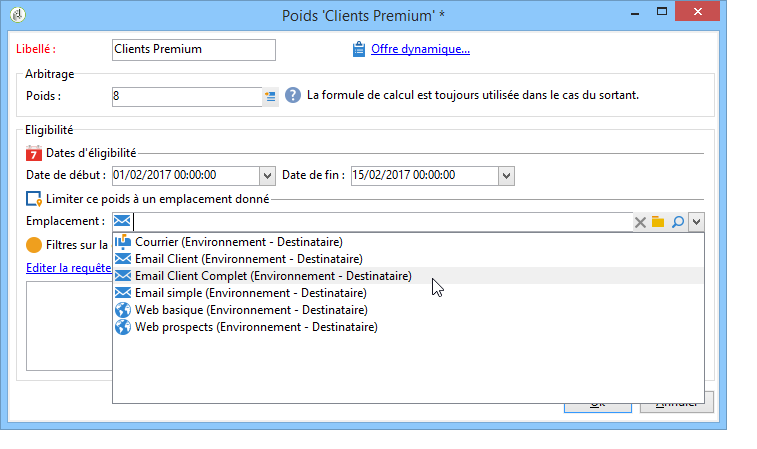 Poids 'Clients Premium' *
Libellé :
Clients Premium
Offre dynamique...
Arbitrage
Poids :
8
La formule de calcul est toujours utilisée dans le cas du sortant.
Eligibilité
7
Dates d'éligibilité
Date de début :
01/02/2017 00:00:00
Date de fin :
15/02/2017 00:00:00
Limiter ce poids à un emplacement donné
Emplacement :
Filtres sur la
Editer la requête
Courrier (Environnement - Destinataire)
Email Client (Environnement - Destinataire)
Email Client Complet (Environnement - Destinataire)
Email simple (Environnement - Destinataire)
Web basique (Environnement - Destinataire)
Web prospects (Environnement - Destinataire)
Ok
Annuler